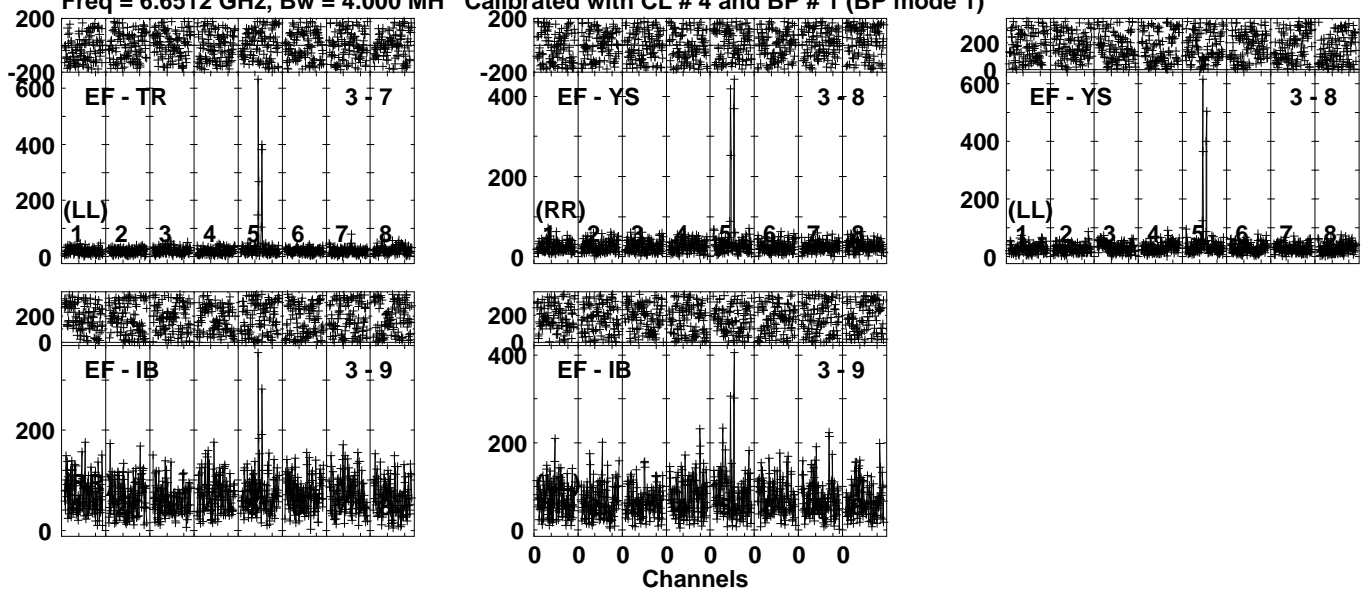 Freq = 6.6512 GHz, Bw = 4.000 MH Calibrated with CL # 4 and BP # 1 (BP mode 1)
200
-200
200
-200
200
0
600
400
200
0
EF - TR 3 - 7
(LL)
1 2 3 4 5 6 7 8
400
200
0
EF - YS 3 - 8
(RR)
1 2 3 4 5 6 7 8
600
400
200
0
EF - YS 3 - 8
(LL)
1 2 3 4 5 6 7 8
200
0
200
0
EF - IB 3 - 9
200
0
400
200
0
EF - IB 3 - 9
0 0 0 0 0 0 0 0
Channels